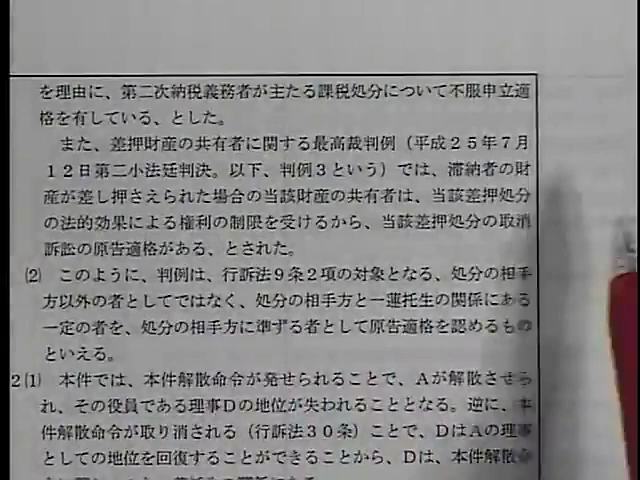 を理由に、第二次納税義務者が主たる課税処分について不服申立適
格を有している、とした。
また、差押財産の共有者に関する最高裁判例（平成２５年７月
１２日第二小法廷判決。以下、判例３という）では、滞納者の財
産が差し押さえられた場合の当該財産の共有者は、当該差押処分
の法的効果による権利の制限を受けるから、当該差押処分の取消
訴訟の原告適格がある、とされた。
(2) このように、判例は、行訴法９条２項の対象となる、処分の相手
方以外の者としてではなく、処分の相手方と一蓮托生の関係にある
一定の者を、処分の相手方に準ずる者として原告適格を認めるもの
といえる。
2(1) 本件では、本件解散命令が発せられることで、Ａが解散させら
れ、その役員である理事Ｄの地位が失われることとなる。逆に、本
件解散命令が取り消される（行訴法３０条）ことで、ＤはＡの理事
としての地位を回復することができることから、Ｄは、本件解散命